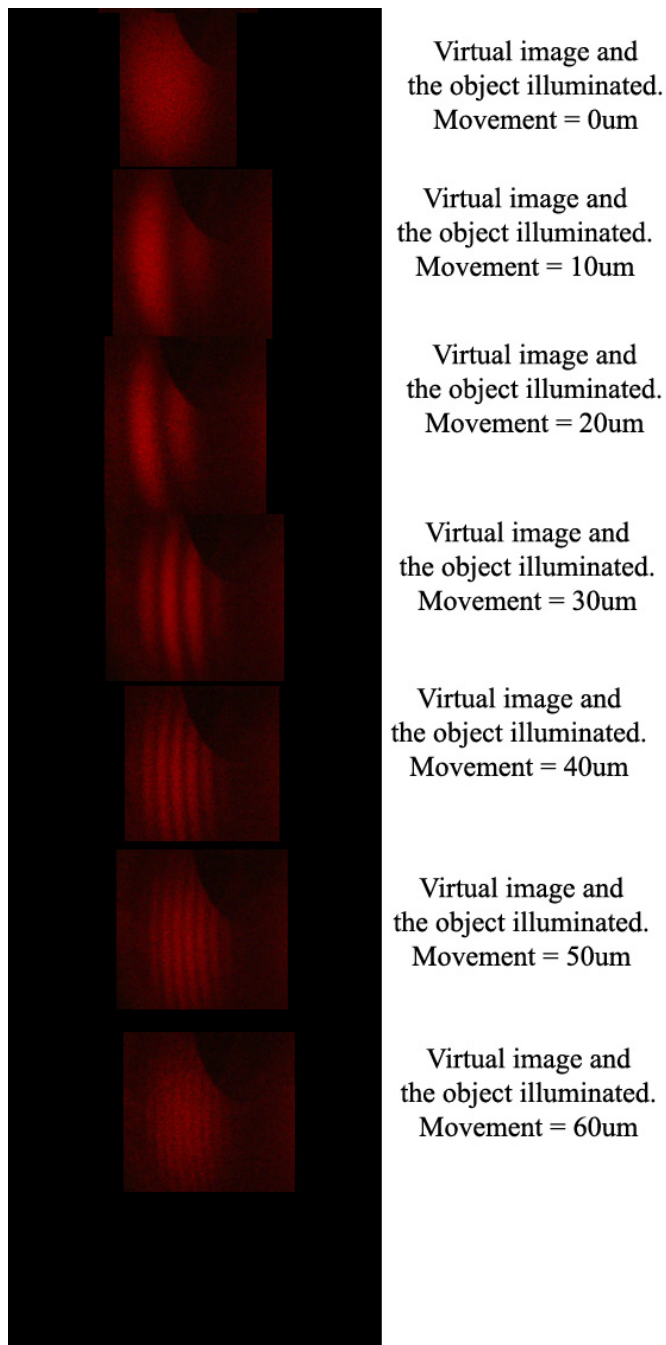 Virtual image and
the object illuminated.
Movement = 0um
Virtual image and
the object illuminated.
Movement = 10um
Virtual image and
the object illuminated.
Movement = 20um
Virtual image and
the object illuminated.
Movement = 30um
Virtual image and
the object illuminated.
Movement = 40um
Virtual image and
the object illuminated.
Movement = 50um
Virtual image and
the object illuminated.
Movement = 60um